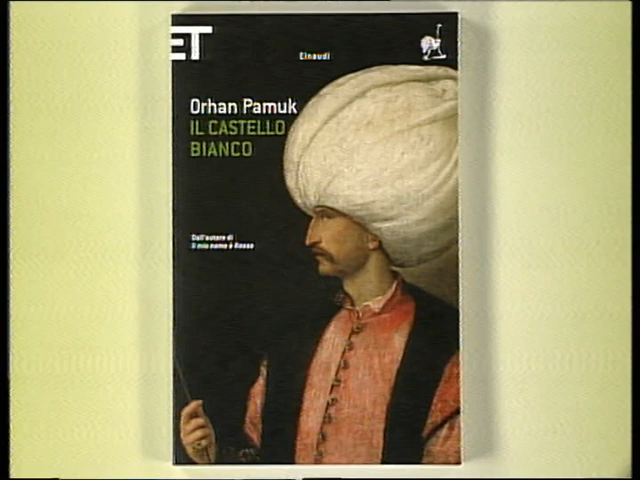 ET
Einaudi
Orhan Pamuk
IL CASTELLO
BIANCO
Dall'autore di
Il mio nome è Rosso